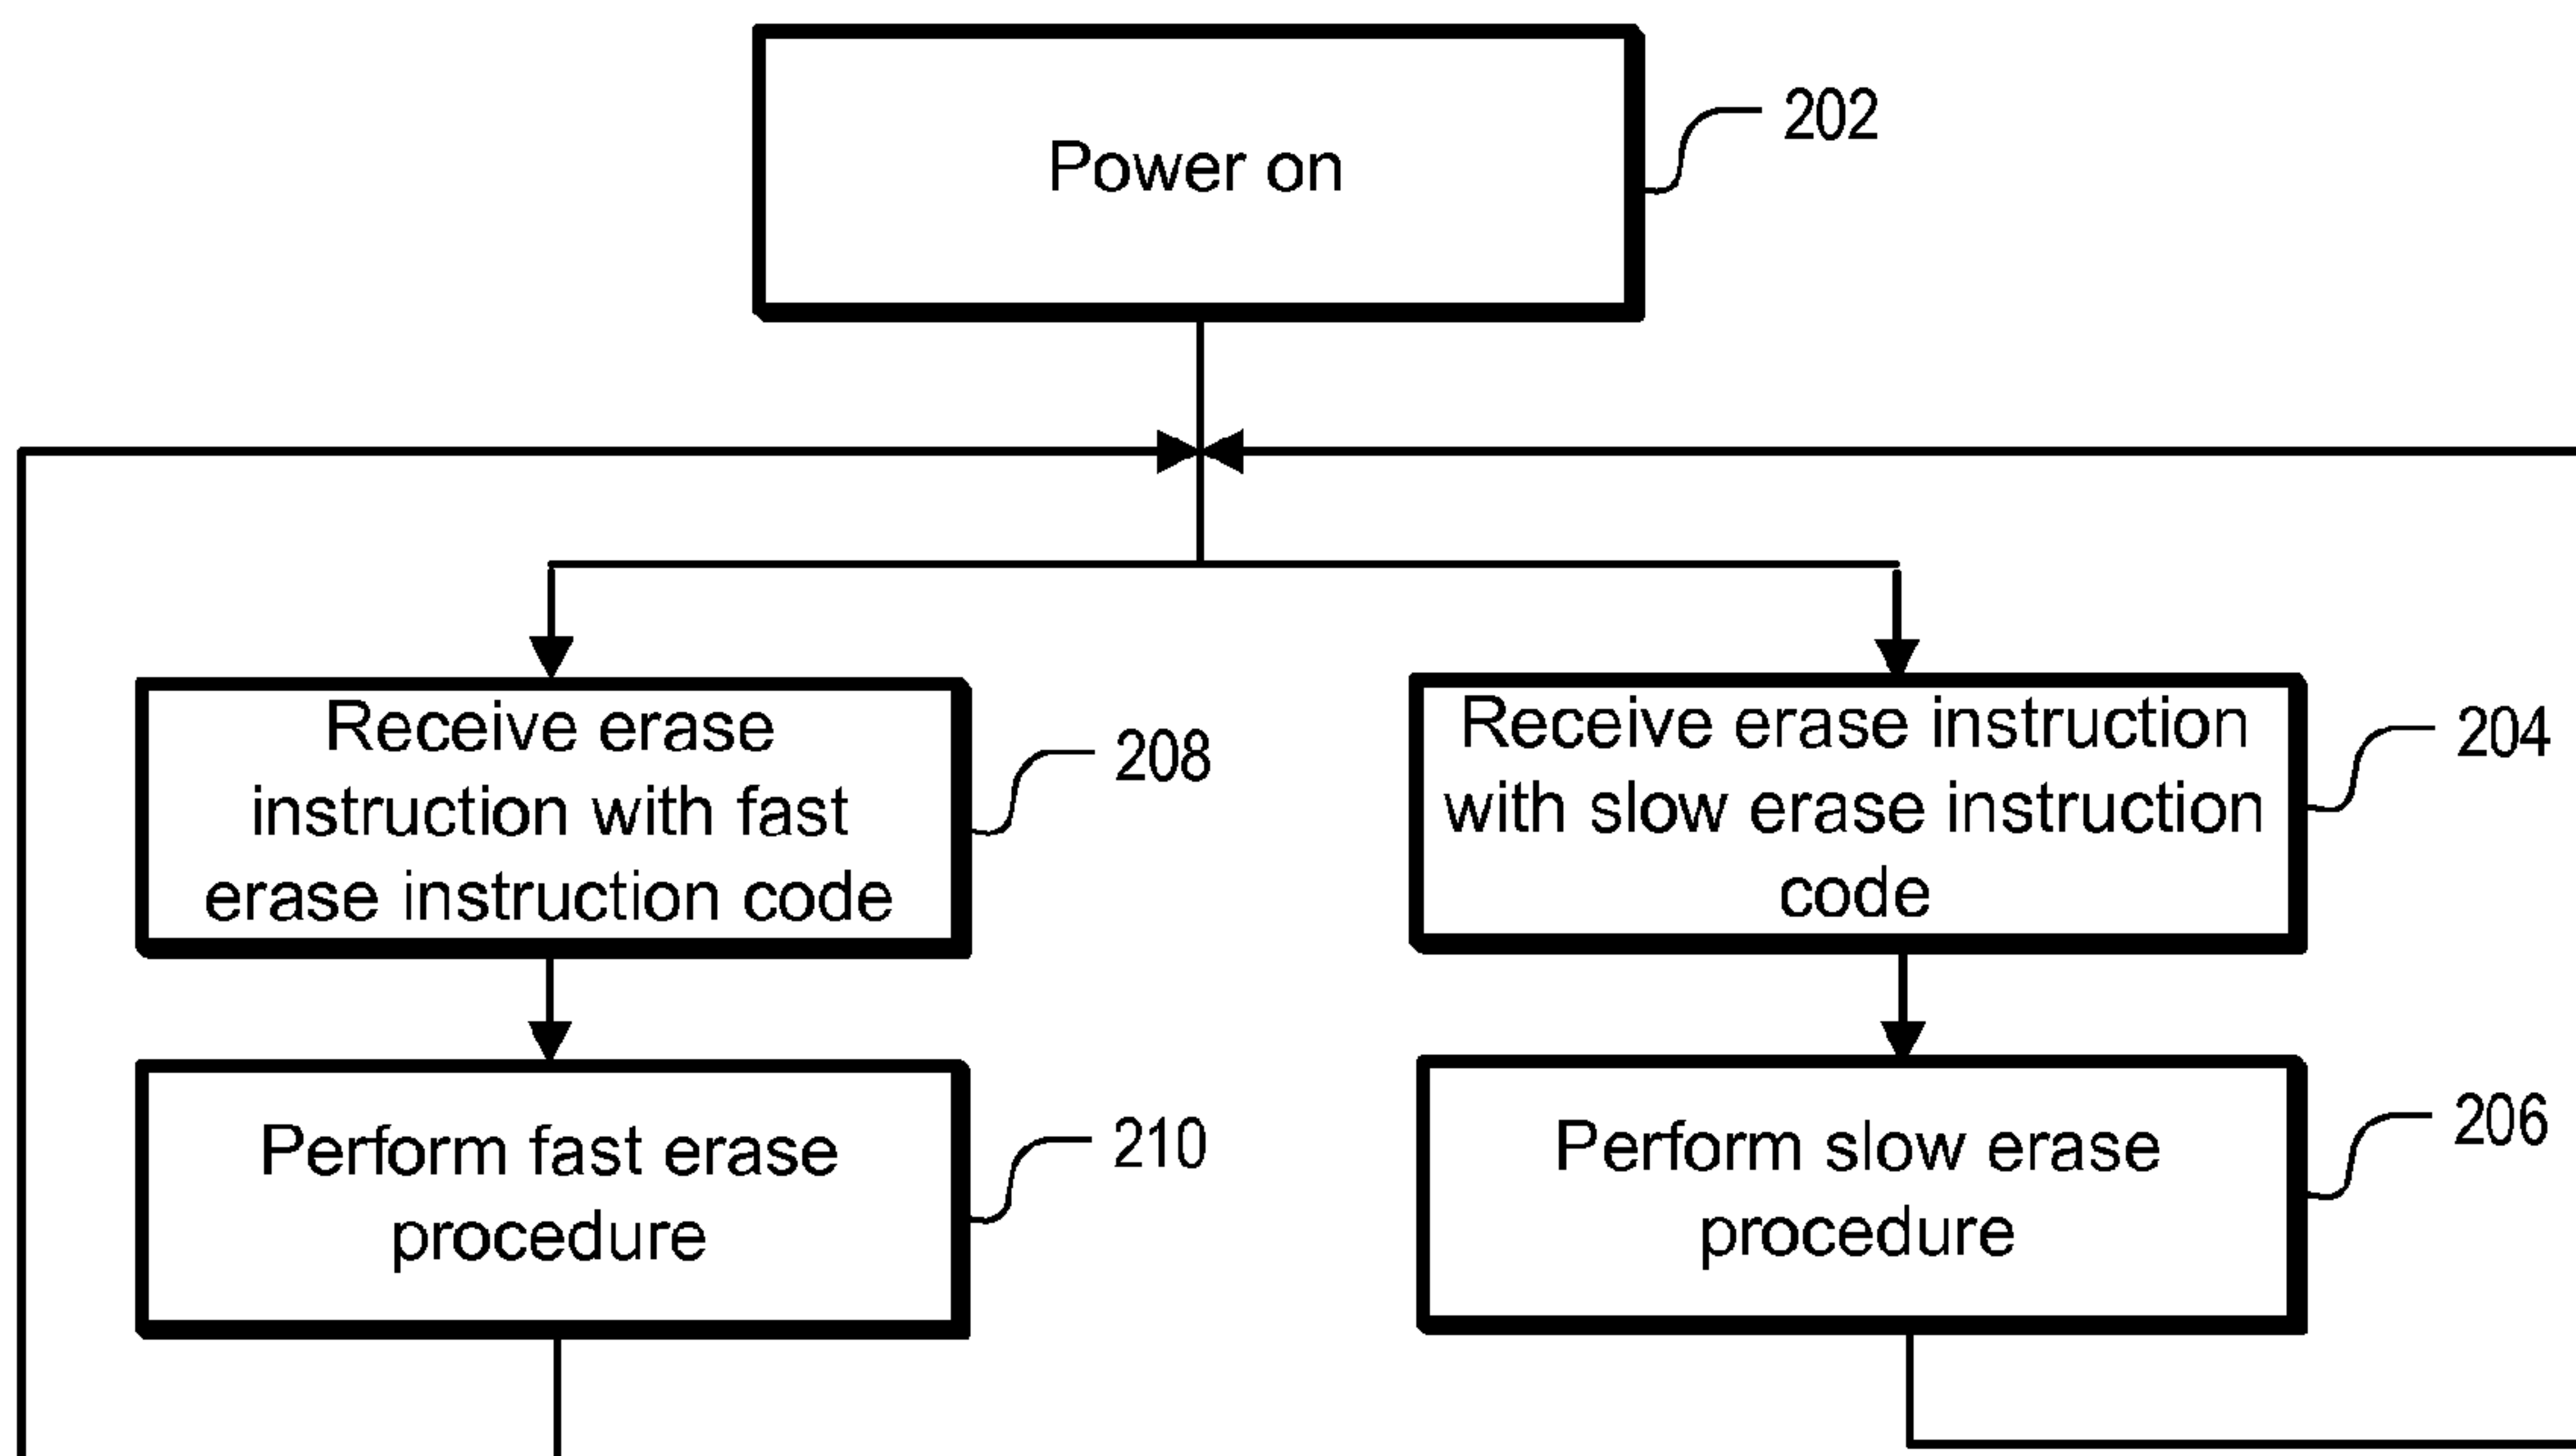 Power on
202
Receive erase
instruction with fast
erase instruction code
208
Receive erase instruction
with slow erase instruction
code
204
Perform fast erase
procedure
210
Perform slow erase
procedure
206